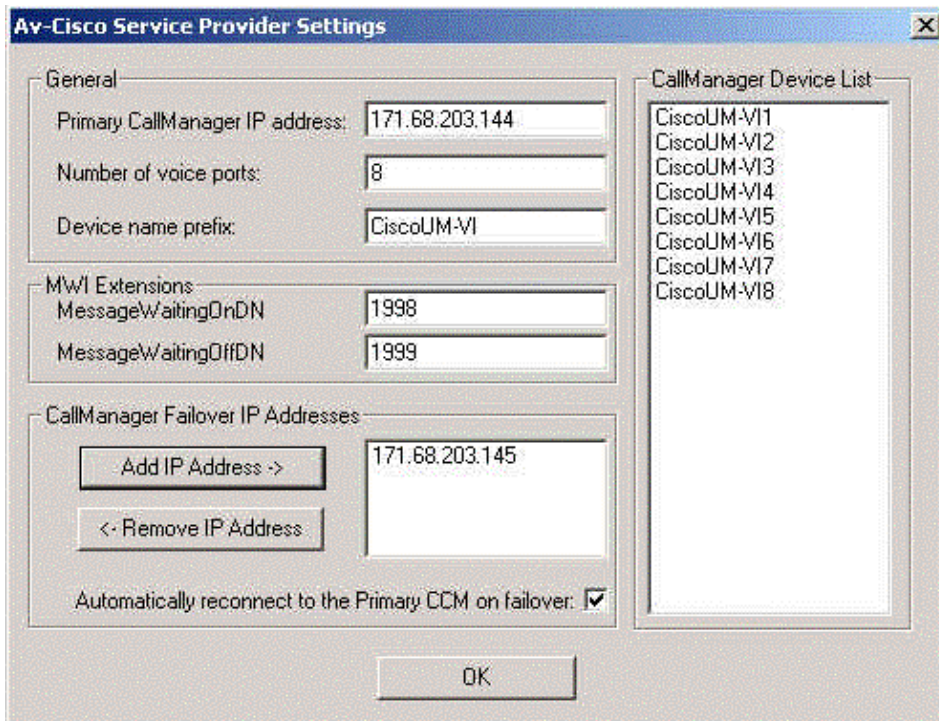 Av-Cisco Service Provider Settings
General
Primary CallManager IP address: 171.68.203.144
Number of voice ports: 8
Device name prefix: CiscoUM-VI
MWI Extensions
MessageWaitingOnDN 1998
MessageWaitingOffDN 1999
CallManager Failover IP Addresses
Add IP Address ->
171.68.203.145
<- Remove IP Address
Automatically reconnect to the Primary CCM on failover:
CallManager Device List
CiscoUM-VI1
CiscoUM-VI2
CiscoUM-VI3
CiscoUM-VI4
CiscoUM-VI5
CiscoUM-VI6
CiscoUM-VI7
CiscoUM-VI8
OK